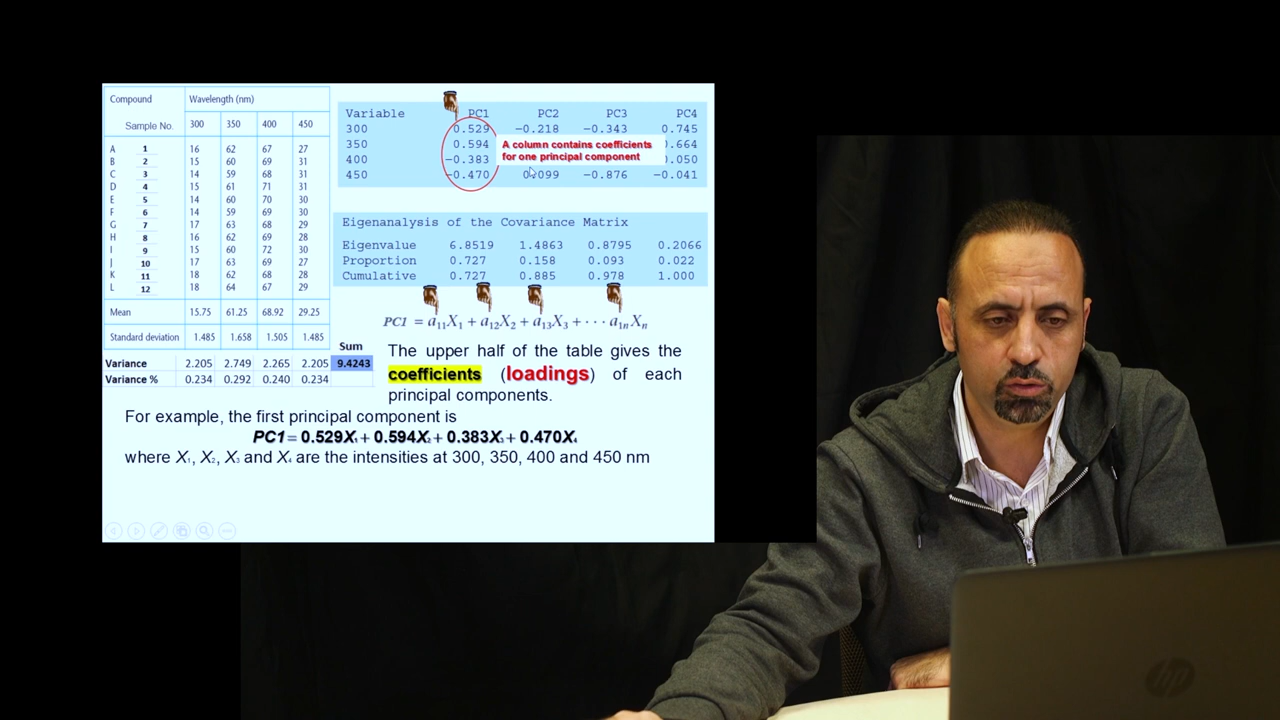 Compound Wavelength (nm)
Sample No. 300 350 400 450
A 1 16 62 67 27
B 2 15 60 69 31
C 3 14 59 68 31
D 4 15 61 71 31
E 5 14 60 70 30
F 6 14 59 69 30
G 7 17 63 68 29
H 8 16 62 69 28
I 9 15 60 72 30
J 10 17 63 69 27
K 11 18 62 68 28
L 12 18 64 67 29
Mean 15.75 61.25 68.92 29.25
Standard deviation 1.485 1.658 1.505 1.485
Sum
Variance 2.205 2.749 2.265 2.205 9.4243
Variance % 0.234 0.292 0.240 0.234
Variable PC1 PC2 PC3 PC4
300 0.529 −0.218 −0.343 0.745
350 0.594 .664
400 −0.383 .050
450 −0.470 0.099 −0.876 −0.041
A column contains coefficients
for one principal component
Eigenanalysis of the Covariance Matrix
Eigenvalue 6.8519 1.4863 0.8795 0.2066
Proportion 0.727 0.158 0.093 0.022
Cumulative 0.727 0.885 0.978 1.000
PC1 = a₁₁X₁ + a₁₂X₂ + a₁₃X₃ + ··· a₁ₙXₙ
The upper half of the table gives the
coefficients (loadings) of each
principal components.
For example, the first principal component is
PC1= 0.529X₁+ 0.594X₂+ 0.383X₃+ 0.470X₄
where X₁, X₂, X₃ and X₄ are the intensities at 300, 350, 400 and 450 nm
hp